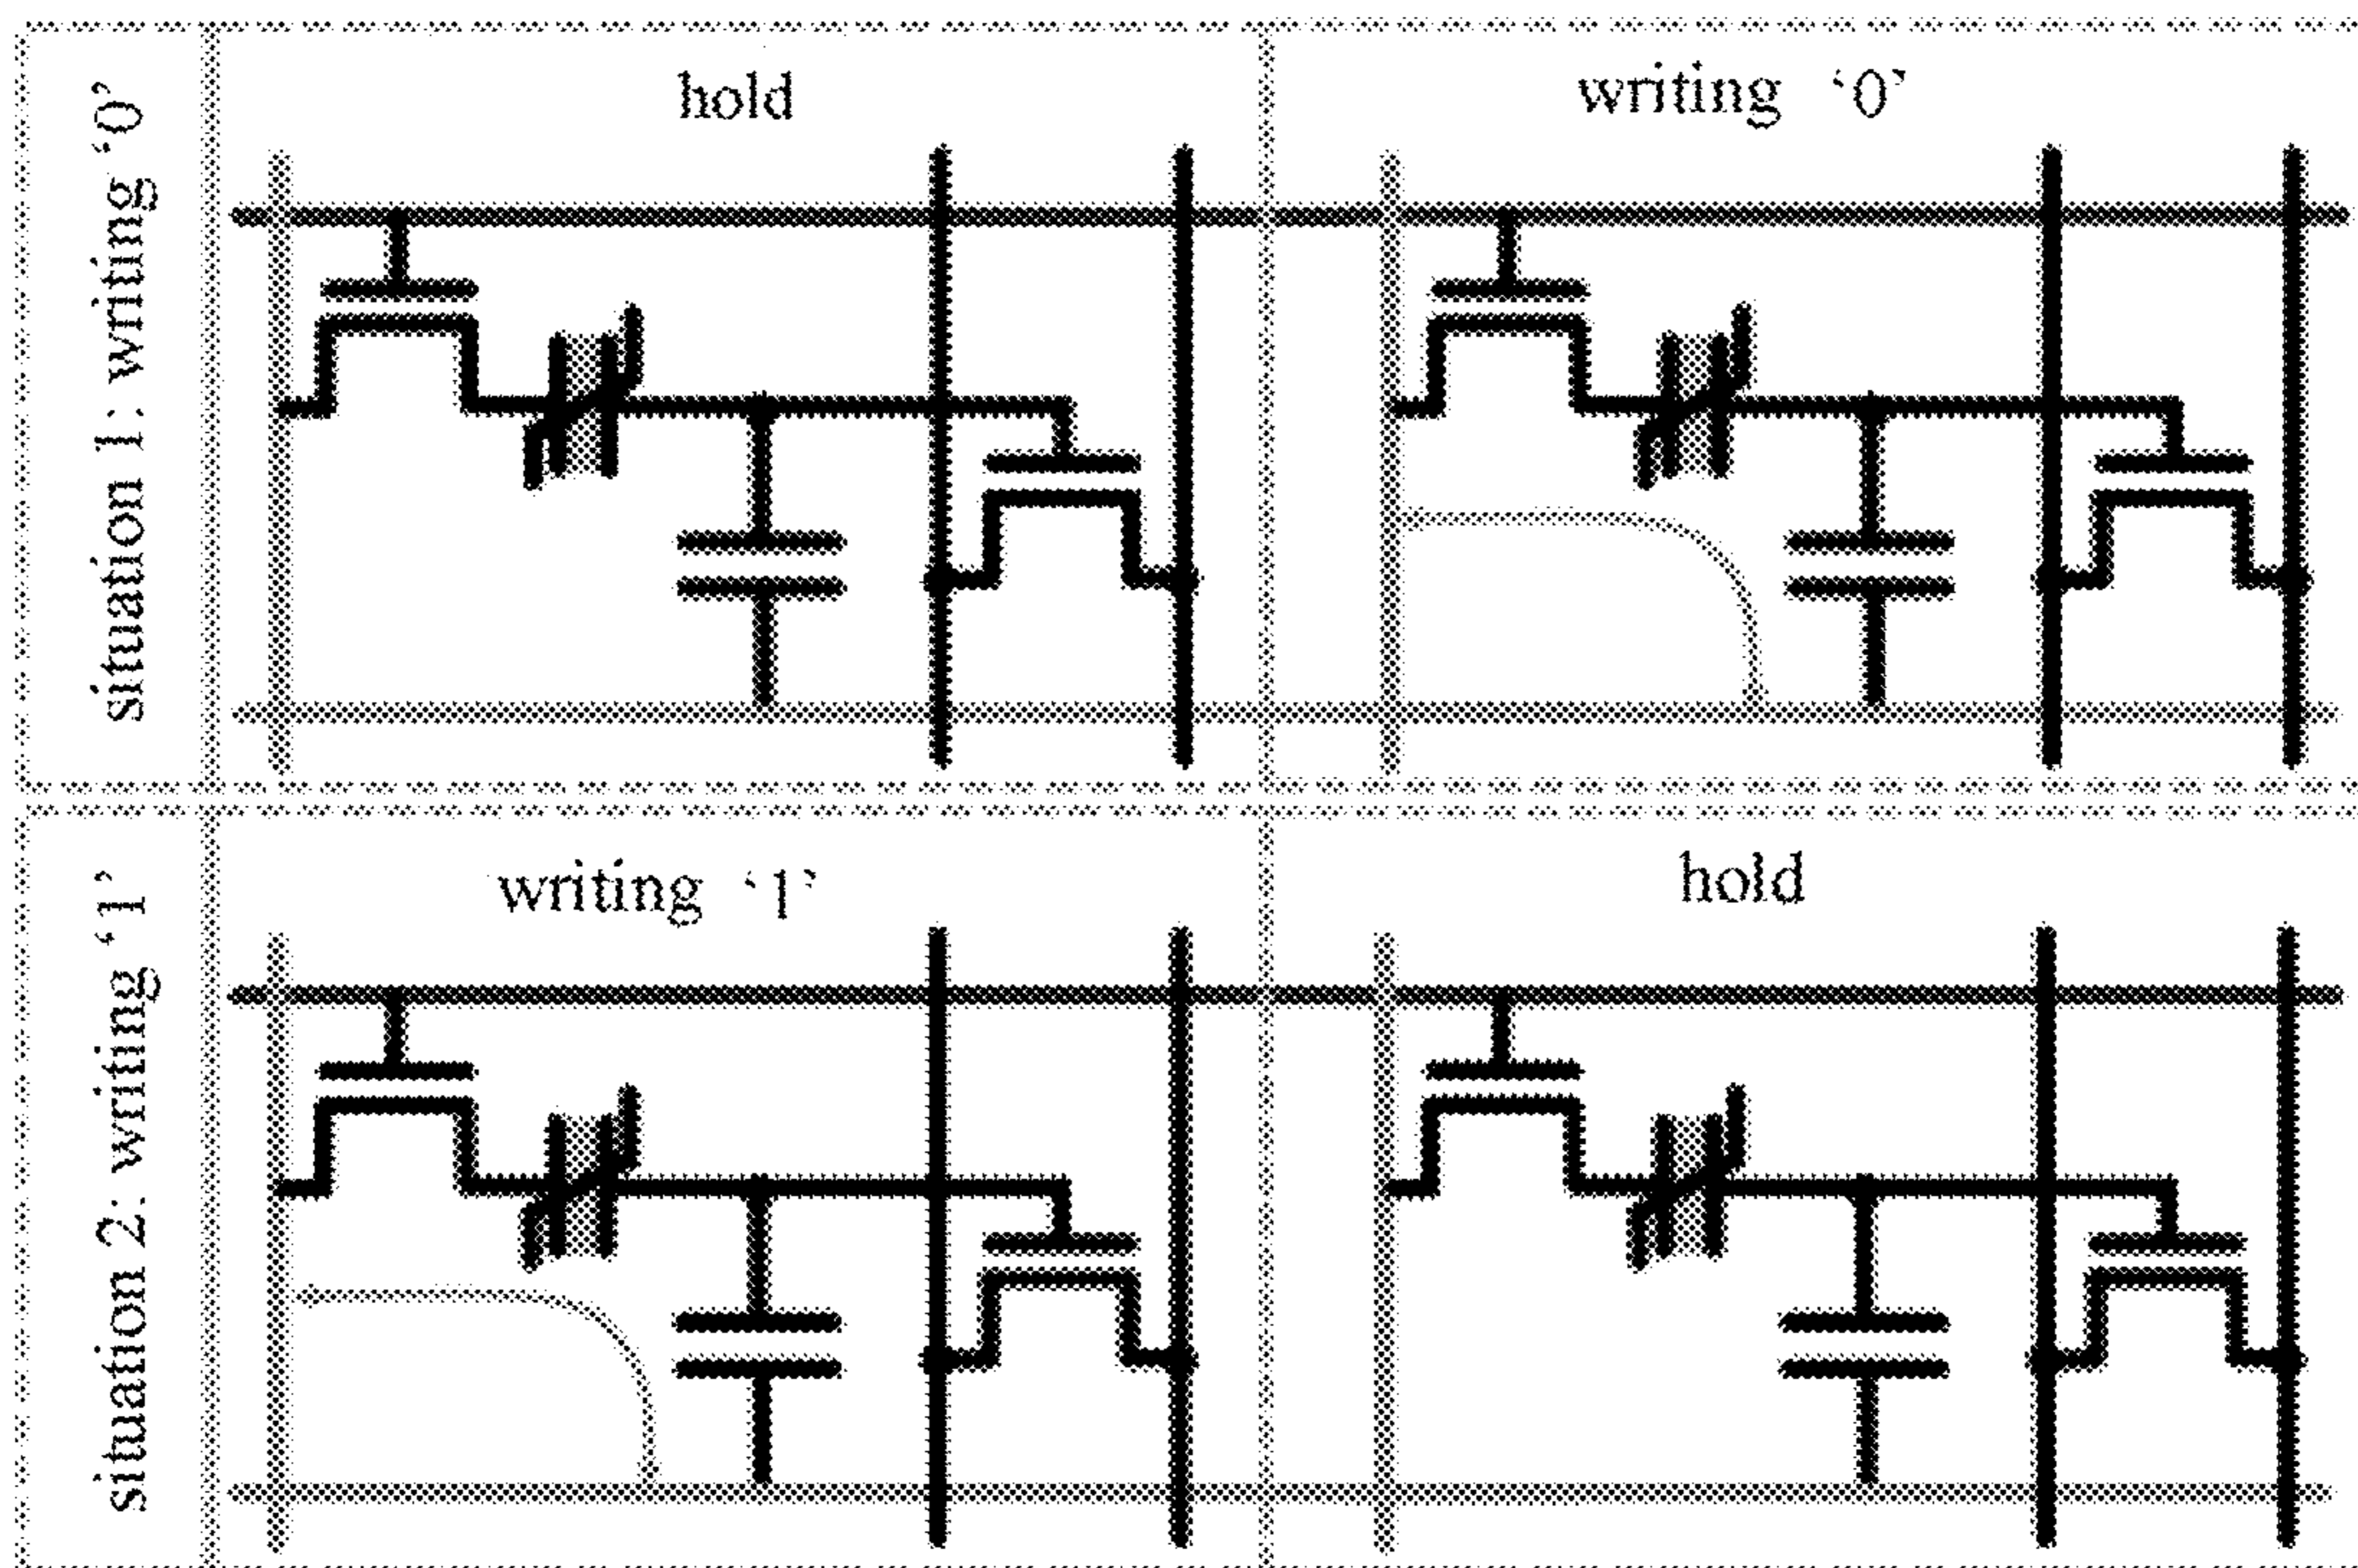 situation 1: writing ‘0’
hold
writing ‘0’
situation 2: writing ‘1’
writing ‘1’
hold